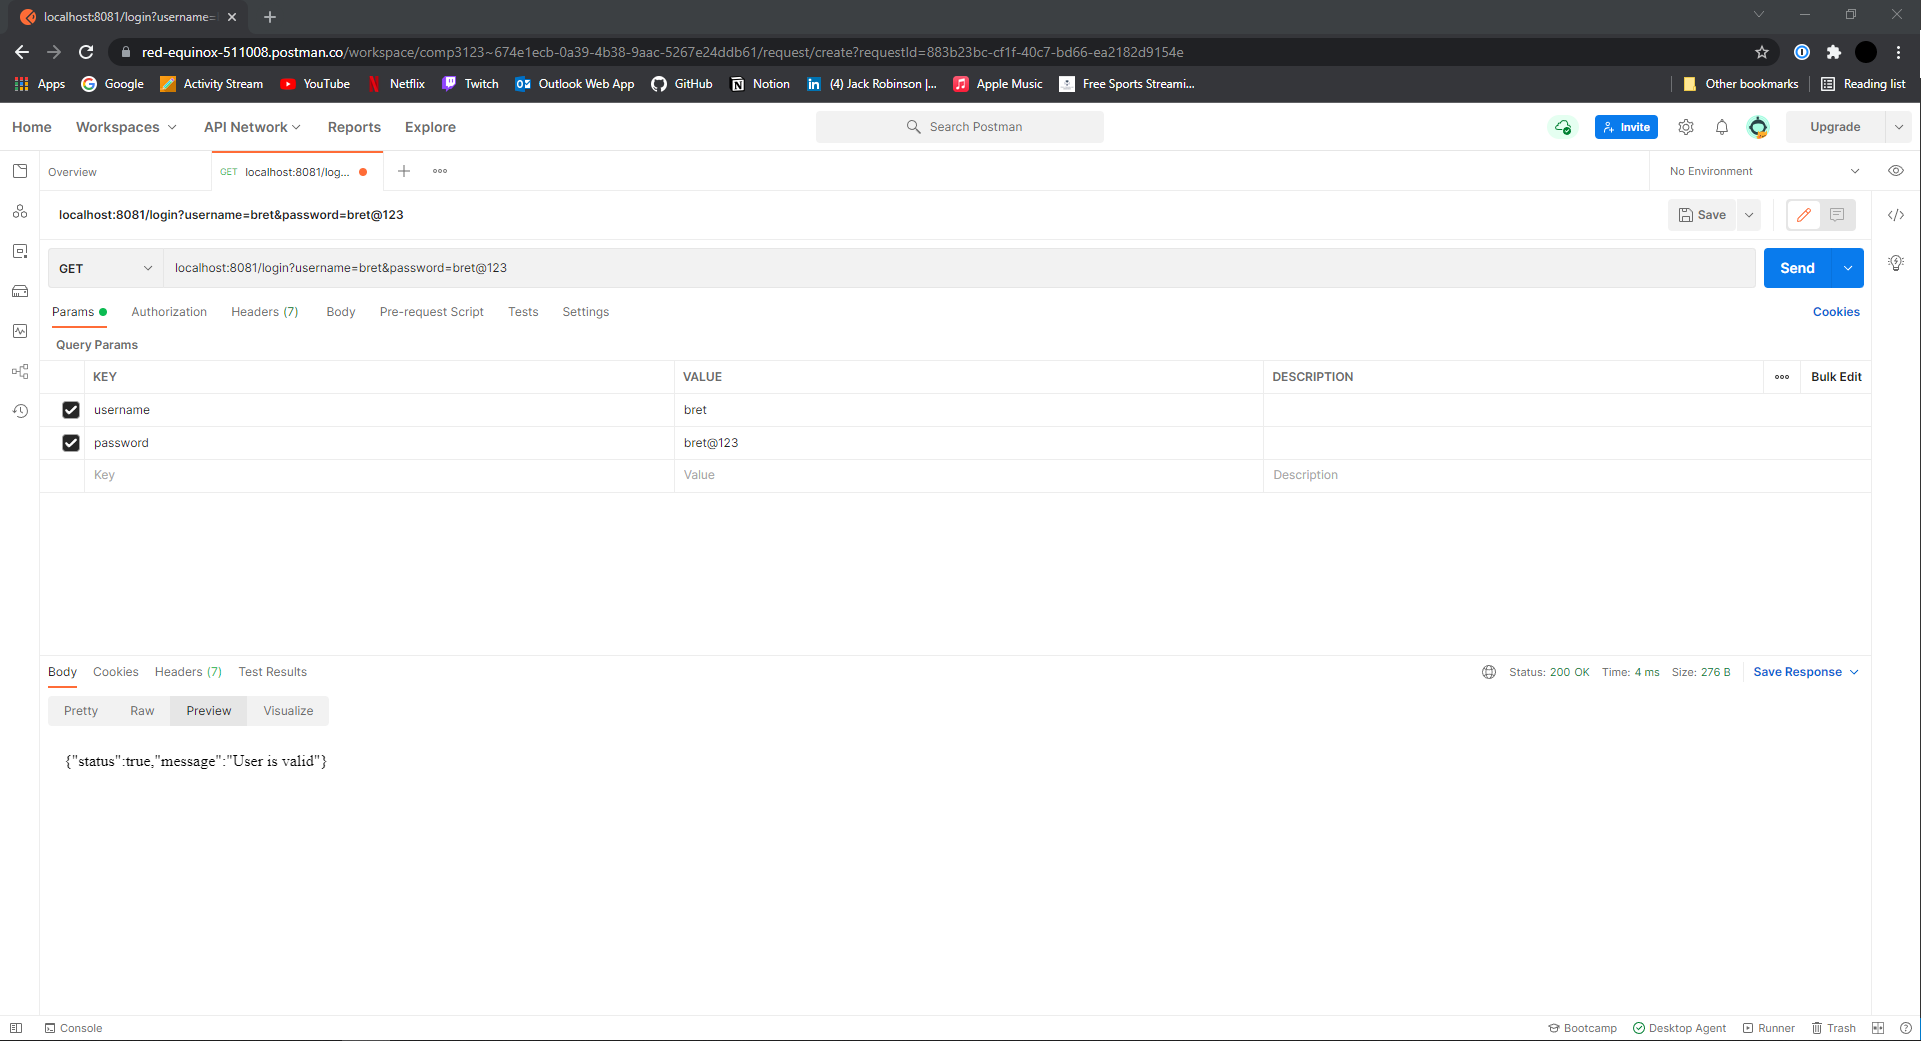 localhost:8081/login?username=
red-equinox-511008.postman.co/workspace/comp3123~674e1ecb-0a39-4b38-9aac-5267e24ddb61/request/create?requestId=883b23bc-cf1f-40c7-bd66-ea2182d9154e
Apps Google Activity Stream YouTube Netflix Twitch Outlook Web App GitHub Notion (4) Jack Robinson |... Apple Music Free Sports Streami... Other bookmarks Reading list
Home Workspaces API Network Reports Explore Search Postman Invite Upgrade
Overview GET localhost:8081/log... No Environment
localhost:8081/login?username=bret&password=bret@123 Save
GET localhost:8081/login?username=bret&password=bret@123 Send
Params Authorization Headers (7) Body Pre-request Script Tests Settings Cookies
Query Params
KEY VALUE DESCRIPTION Bulk Edit
username bret
password bret@123
Key Value Description
Body Cookies Headers (7) Test Results Status: 200 OK Time: 4 ms Size: 276 B Save Response
Pretty Raw Preview Visualize
{"status":true,"message":"User is valid"}
Console Bootcamp Desktop Agent Runner Trash